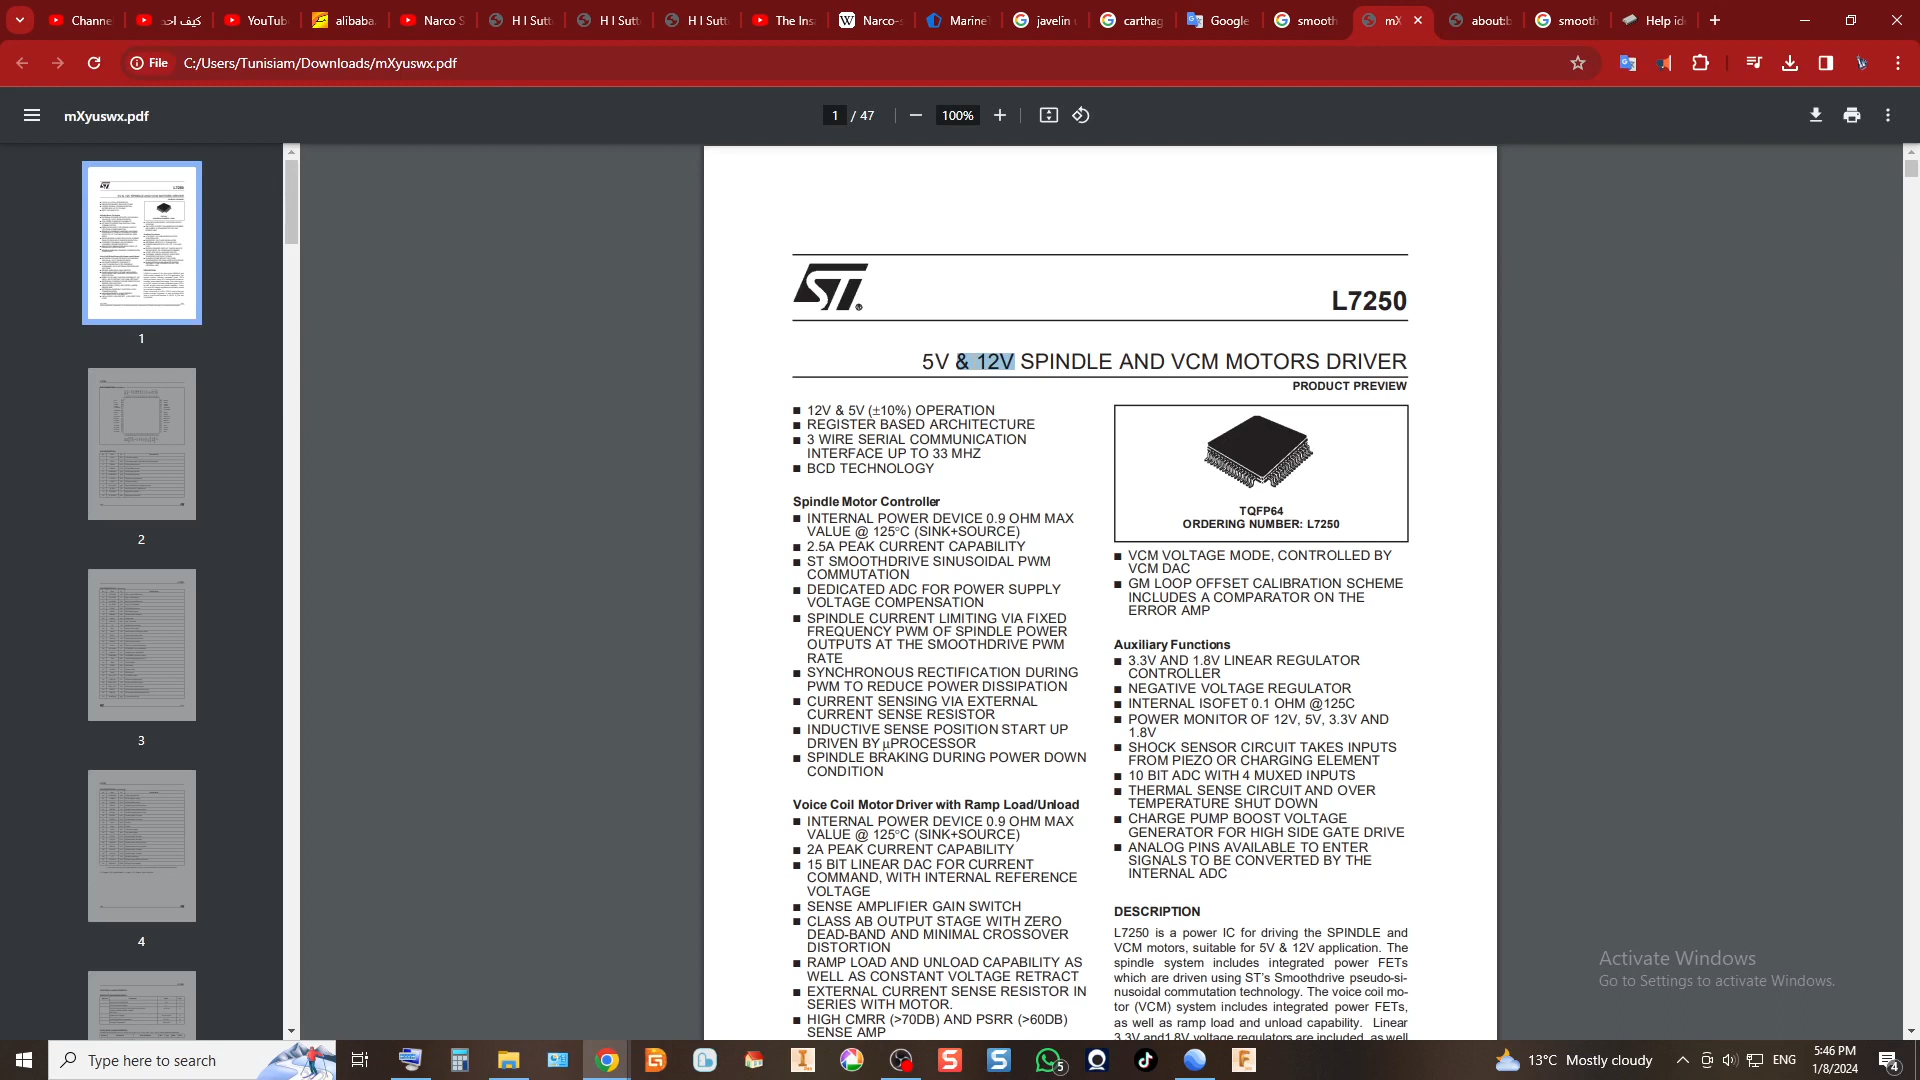 Channe
كيف احد
YouTub
alibaba.
Narco S
H I Sutt
H I Sutt
H I Sutt
The Ins
Narco-s
Marine
javelin
carthag
Google
smooth
mX
about:b
smooth
Help id
File C:/Users/Tunisiam/Downloads/mXyuswx.pdf
mXyuswx.pdf
1 / 47
100%
1
2
3
4
ST
L7250
5V & 12V SPINDLE AND VCM MOTORS DRIVER
PRODUCT PREVIEW
12V & 5V (±10%) OPERATION
REGISTER BASED ARCHITECTURE
3 WIRE SERIAL COMMUNICATION
INTERFACE UP TO 33 MHZ
BCD TECHNOLOGY
Spindle Motor Controller
INTERNAL POWER DEVICE 0.9 OHM MAX
VALUE @ 125°C (SINK+SOURCE)
2.5A PEAK CURRENT CAPABILITY
ST SMOOTHDRIVE SINUSOIDAL PWM
COMMUTATION
DEDICATED ADC FOR POWER SUPPLY
VOLTAGE COMPENSATION
SPINDLE CURRENT LIMITING VIA FIXED
FREQUENCY PWM OF SPINDLE POWER
OUTPUTS AT THE SMOOTHDRIVE PWM
RATE
SYNCHRONOUS RECTIFICATION DURING
PWM TO REDUCE POWER DISSIPATION
CURRENT SENSING VIA EXTERNAL
CURRENT SENSE RESISTOR
INDUCTIVE SENSE POSITION START UP
DRIVEN BY µPROCESSOR
SPINDLE BRAKING DURING POWER DOWN
CONDITION
Voice Coil Motor Driver with Ramp Load/Unload
INTERNAL POWER DEVICE 0.9 OHM MAX
VALUE @ 125°C (SINK+SOURCE)
2A PEAK CURRENT CAPABILITY
15 BIT LINEAR DAC FOR CURRENT
COMMAND, WITH INTERNAL REFERENCE
VOLTAGE
SENSE AMPLIFIER GAIN SWITCH
CLASS AB OUTPUT STAGE WITH ZERO
DEAD-BAND AND MINIMAL CROSSOVER
DISTORTION
RAMP LOAD AND UNLOAD CAPABILITY AS
WELL AS CONSTANT VOLTAGE RETRACT
EXTERNAL CURRENT SENSE RESISTOR IN
SERIES WITH MOTOR.
HIGH CMRR (>70DB) AND PSRR (>60DB)
SENSE AMP
TQFP64
ORDERING NUMBER: L7250
VCM VOLTAGE MODE, CONTROLLED BY
VCM DAC
GM LOOP OFFSET CALIBRATION SCHEME
INCLUDES A COMPARATOR ON THE
ERROR AMP
Auxiliary Functions
3.3V AND 1.8V LINEAR REGULATOR
CONTROLLER
NEGATIVE VOLTAGE REGULATOR
INTERNAL ISOFET 0.1 OHM @125C
POWER MONITOR OF 12V, 5V, 3.3V AND
1.8V
SHOCK SENSOR CIRCUIT TAKES INPUTS
FROM PIEZO OR CHARGING ELEMENT
10 BIT ADC WITH 4 MUXED INPUTS
THERMAL SENSE CIRCUIT AND OVER
TEMPERATURE SHUT DOWN
CHARGE PUMP BOOST VOLTAGE
GENERATOR FOR HIGH SIDE GATE DRIVE
ANALOG PINS AVAILABLE TO ENTER
SIGNALS TO BE CONVERTED BY THE
INTERNAL ADC
DESCRIPTION
L7250 is a power IC for driving the SPINDLE and
VCM motors, suitable for 5V & 12V application. The
spindle system includes integrated power FETs
which are driven using ST's Smoothdrive pseudo-si-
nusoidal commutation technology. The voice coil mo-
tor (VCM) system includes integrated power FETs,
as well as ramp load and unload capability. Linear
3.3V and1.8V voltage regulators are included, as well
Activate Windows
Go to Settings to activate Windows.
Type here to search
5
13°C Mostly cloudy
ENG
5:46 PM
1/8/2024
4